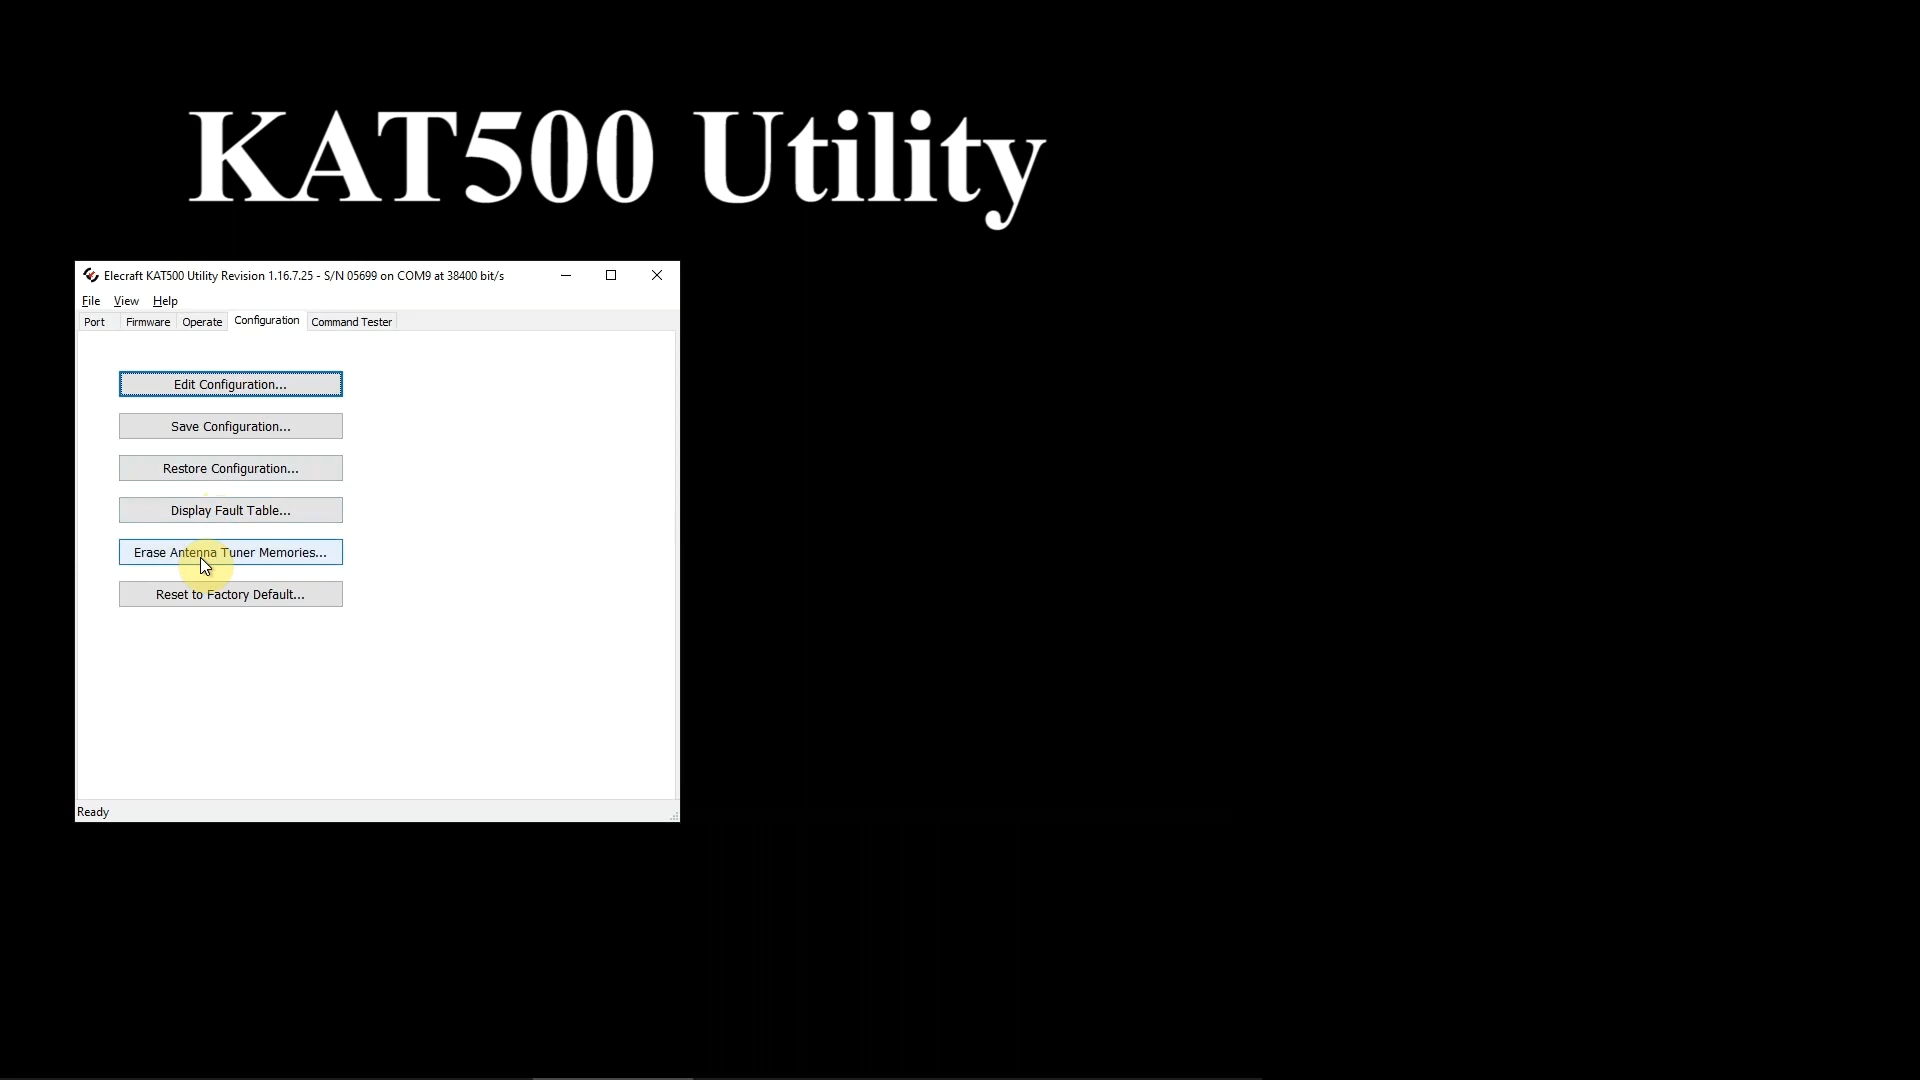 KAT500 Utility
Elecraft KAT500 Utility Revision 1.16.7.25 - S/N 05699 on COM9 at 38400 bit/s
File View Help
Port Firmware Operate Configuration Command Tester
Edit Configuration...
Save Configuration...
Restore Configuration...
Display Fault Table...
Erase Antenna Tuner Memories...
Reset to Factory Default...
Ready